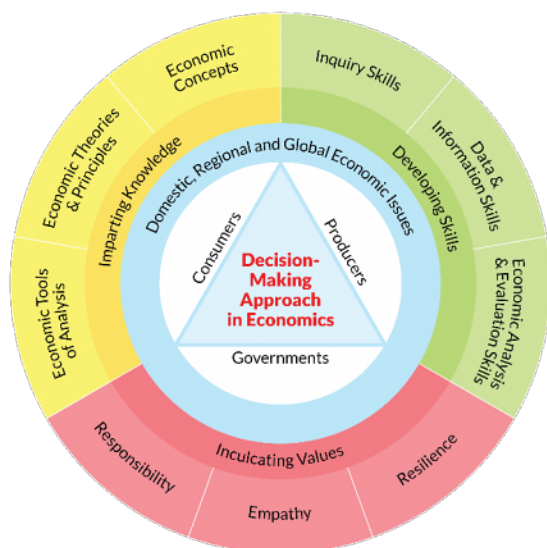 Economic
Concepts
Inquiry Skills
Economic Theories
& Principles
Data &
Information Skills
Economic Tools
of Analysis
Economic Analysis
& Evaluation Skills
Imparting Knowledge
Developing Skills
Domestic, Regional and Global Economic Issues
Consumers
Producers
Decision-
Making
Approach
in Economics
Governments
Inculcating Values
Responsibility
Empathy
Resilience